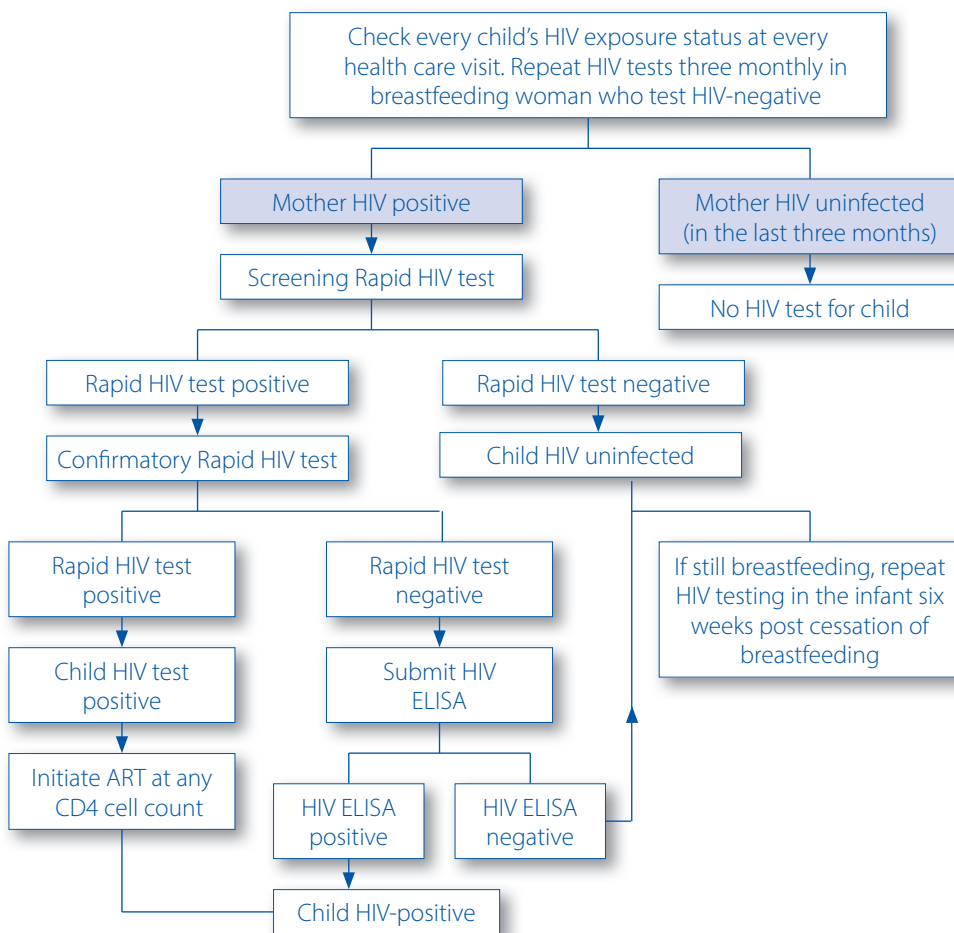 Check every child's HIV exposure status at every
health care visit. Repeat HIV tests three monthly in
breastfeeding woman who test HIV-negative
Mother HIV positive
Mother HIV uninfected
(in the last three months)
Screening Rapid HIV test
No HIV test for child
Rapid HIV test positive
Rapid HIV test negative
Confirmatory Rapid HIV test
Child HIV uninfected
Rapid HIV test
positive
Rapid HIV test
negative
If still breastfeeding, repeat
HIV testing in the infant six
weeks post cessation of
breastfeeding
Child HIV test
positive
Submit HIV
ELISA
Initiate ART at any
CD4 cell count
HIV ELISA
positive
HIV ELISA
negative
Child HIV-positive